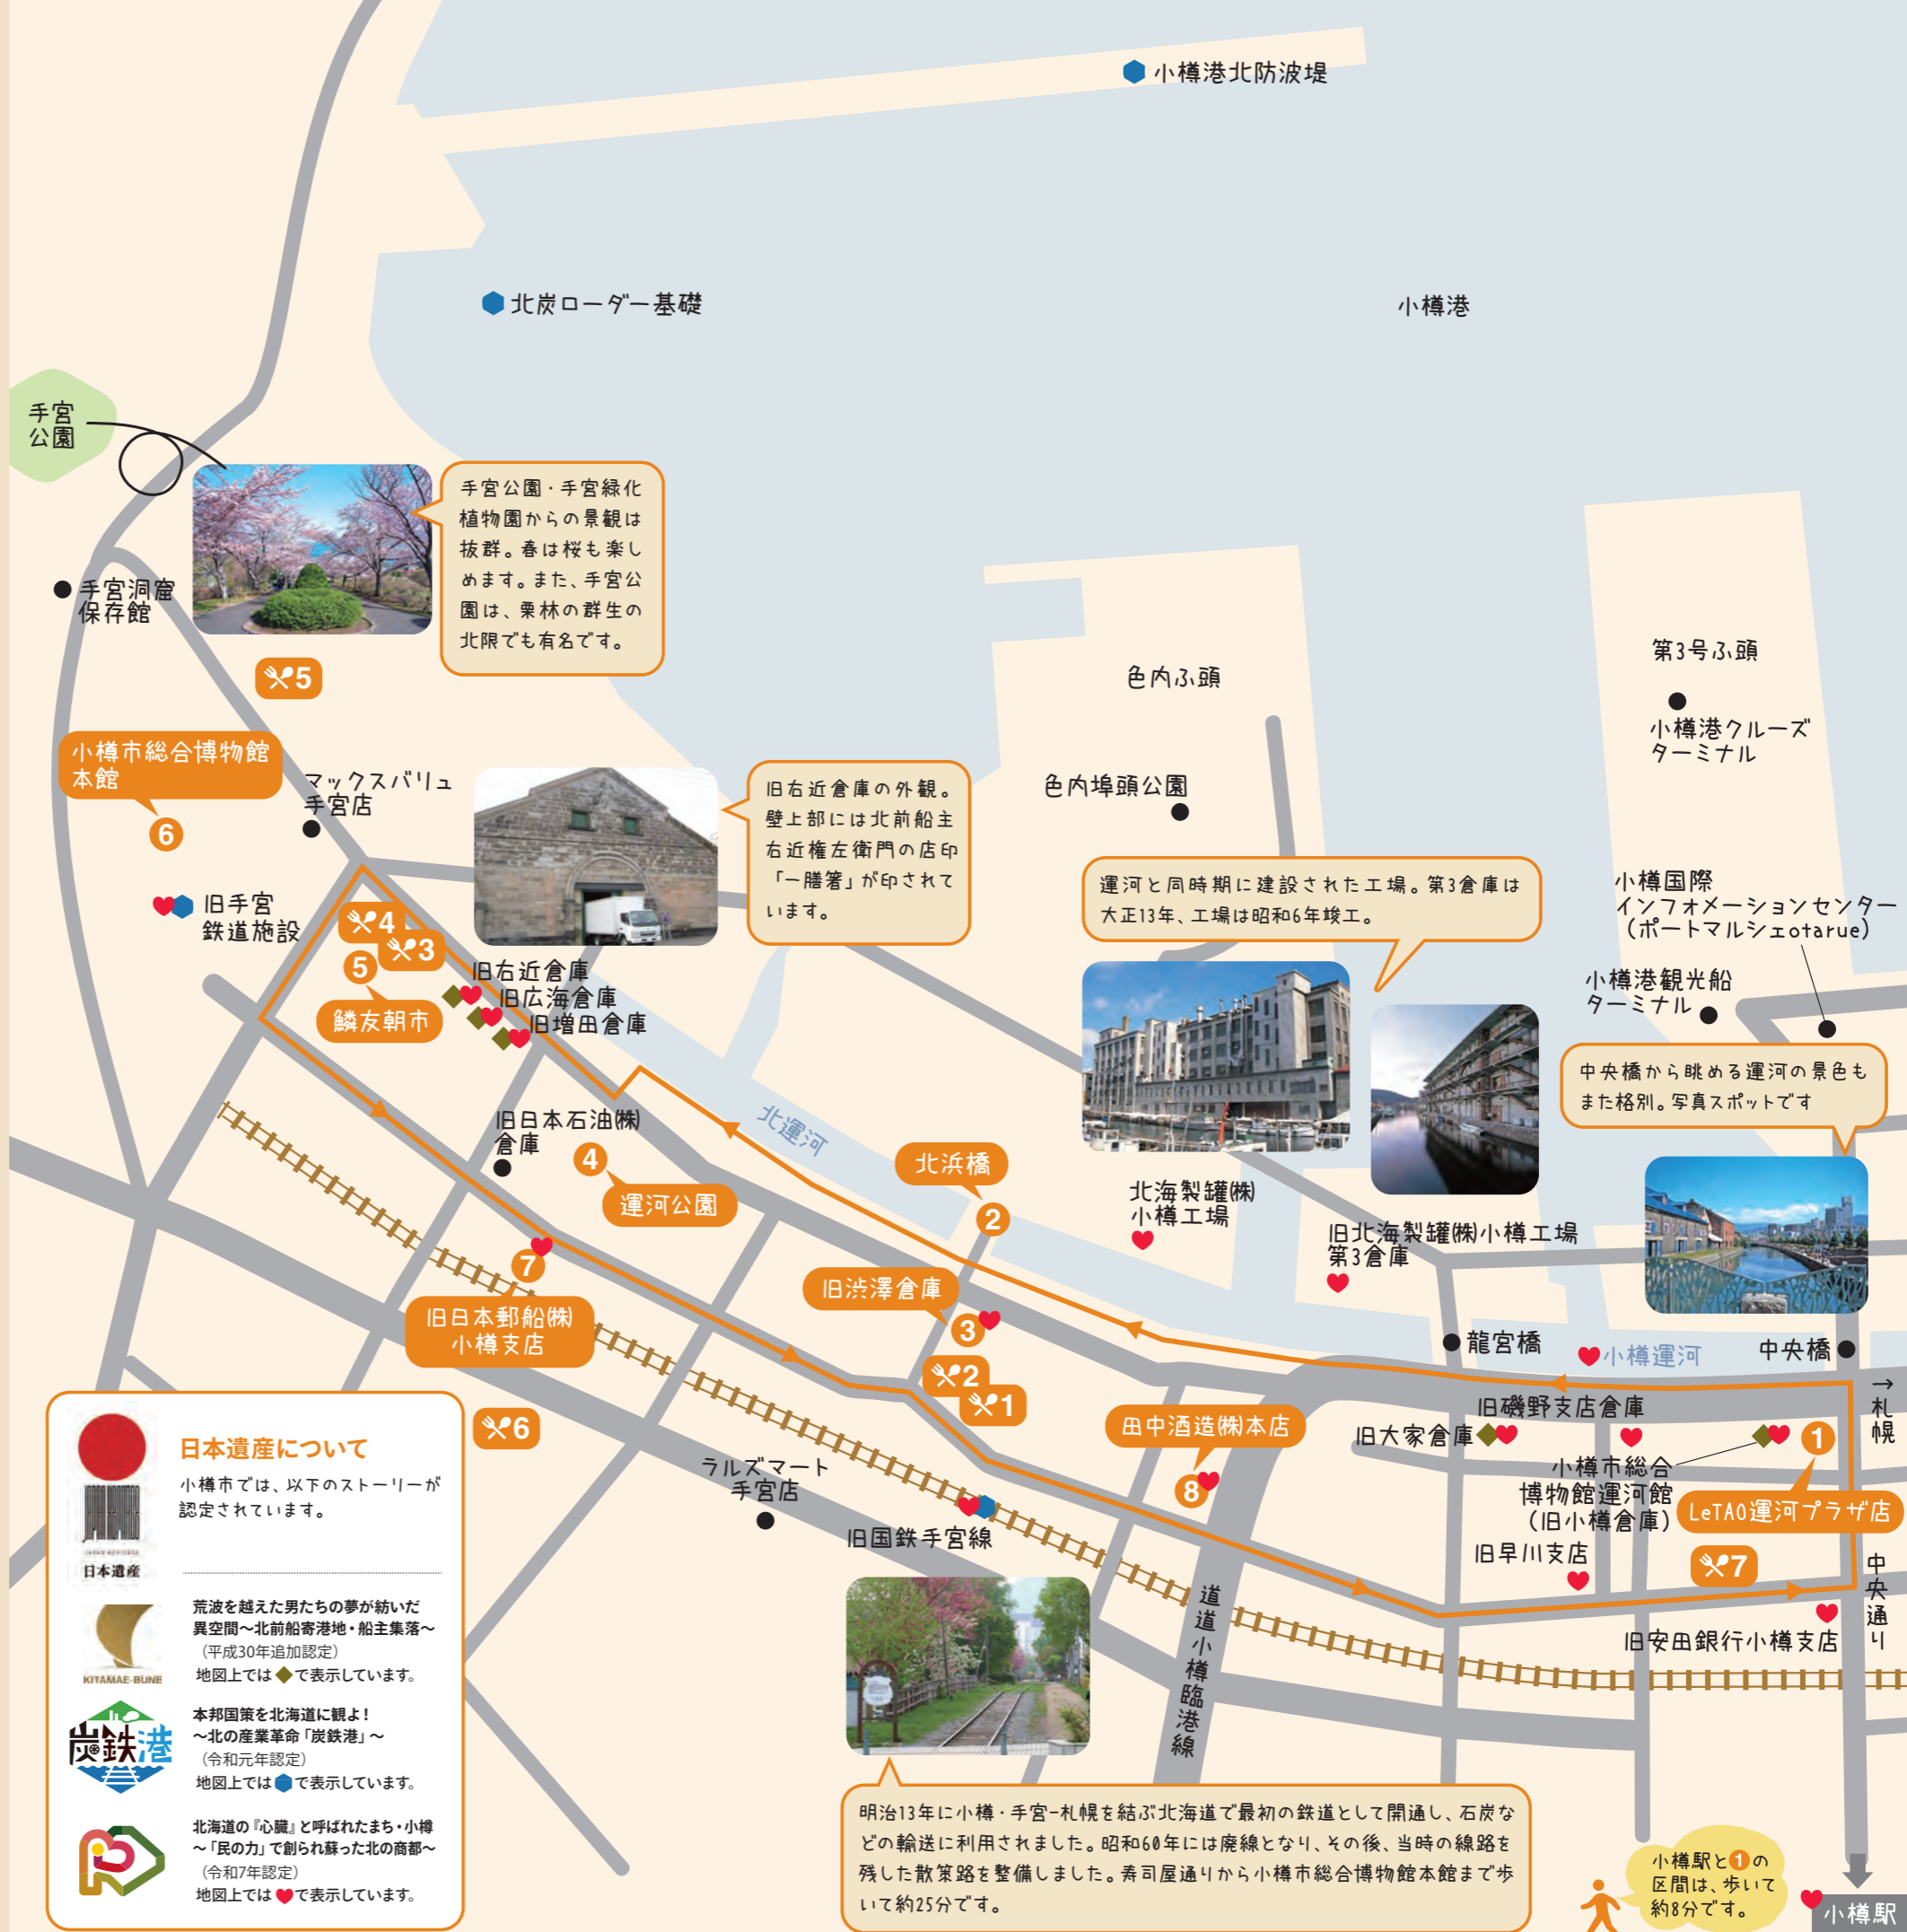 小樽港北防波堤
北炭ローダー基礎
小樽港
手宮
公園
手宮公園・手宮緑化
植物園からの景観は
抜群。春は桜も楽し
めます。また、手宮公
園は、栗林の群生の
北限でも有名です。
手宮洞窟
保存館
5
色内ふ頭
第3号ふ頭
小樽港クルーズ
ターミナル
小樽市総合博物館
本館
6
マックスバリュ
手宮店
旧右近倉庫の外観。
壁上部には北前船主
右近権左衛門の店印
「一膳箸」が印されて
います。
色内埠頭公園
運河と同時期に建設された工場。第3倉庫は
大正13年、工場は昭和6年竣工。
小樽国際
インフォメーションセンター
(ポートマルシェotarue)
小樽港観光船
ターミナル
旧手宮
鉄道施設
4
3
5
鱗友朝市
旧右近倉庫
旧広海倉庫
旧増田倉庫
中央橋から眺める運河の景色も
また格別。写真スポットです
旧日本石油㈱
倉庫
4
運河公園
北運河
北浜橋
2
北海製罐㈱
小樽工場
旧北海製罐㈱小樽工場
第3倉庫
7
旧日本郵船㈱
小樽支店
旧渋澤倉庫
3
2
1
龍宮橋
小樽運河
中央橋
→札幌
旧磯野支店倉庫
旧大家倉庫
1
小樽市総合
博物館運河館
(旧小樽倉庫)
LeTAO運河プラザ店
田中酒造㈱本店
8
6
ラルズマート
手宮店
旧国鉄手宮線
旧早川支店
7
中央通り
旧安田銀行小樽支店
道道小樽臨港線
日本遺産について
小樽市では、以下のストーリーが
認定されています。
JAPAN HERITAGE
日本遺産
荒波を越えた男たちの夢が紡いだ
異空間〜北前船寄港地・船主集落〜
(平成30年追加認定)
地図上では◆で表示しています。
KITAMAE-BUNE
本邦国策を北海道に観よ!
〜北の産業革命「炭鉄港」〜
(令和元年認定)
地図上では⬢で表示しています。
炭鉄港
北海道の『心臓』と呼ばれたまち・小樽
〜「民の力」で創られ蘇った北の商都〜
(令和7年認定)
地図上では♥で表示しています。
明治13年に小樽・手宮-札幌を結ぶ北海道で最初の鉄道として開通し、石炭な
どの輸送に利用されました。昭和60年には廃線となり、その後、当時の線路を
残した散策路を整備しました。寿司屋通りから小樽市総合博物館本館まで歩
いて約25分です。
小樽駅と❶の
区間は、歩いて
約8分です。
小樽駅